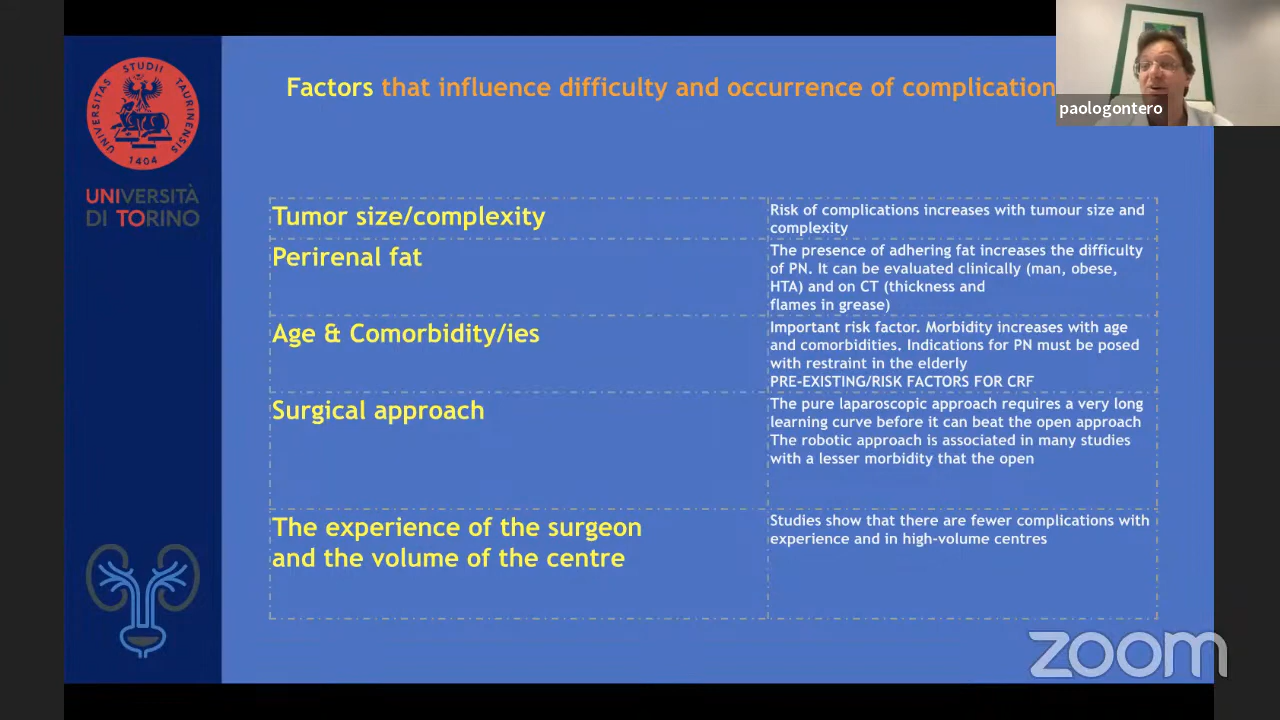 Factors that influence difficulty and occurrence of complication
paologontero
STUDII
UNIVERSITAS
TAURINENSIS
1404
UNIVERSITÀ
DI TORINO
Tumor size/complexity
Risk of complications increases with tumour size and
complexity
Perirenal fat
The presence of adhering fat increases the difficulty
of PN. It can be evaluated clinically (man, obese,
HTA) and on CT (thickness and
flames in grease)
Age & Comorbidity/ies
Important risk factor. Morbidity increases with age
and comorbidities. Indications for PN must be posed
with restraint in the elderly
PRE-EXISTING/RISK FACTORS FOR CRF
Surgical approach
The pure laparoscopic approach requires a very long
learning curve before it can beat the open approach
The robotic approach is associated in many studies
with a lesser morbidity that the open
The experience of the surgeon
and the volume of the centre
Studies show that there are fewer complications with
experience and in high-volume centres
zoom